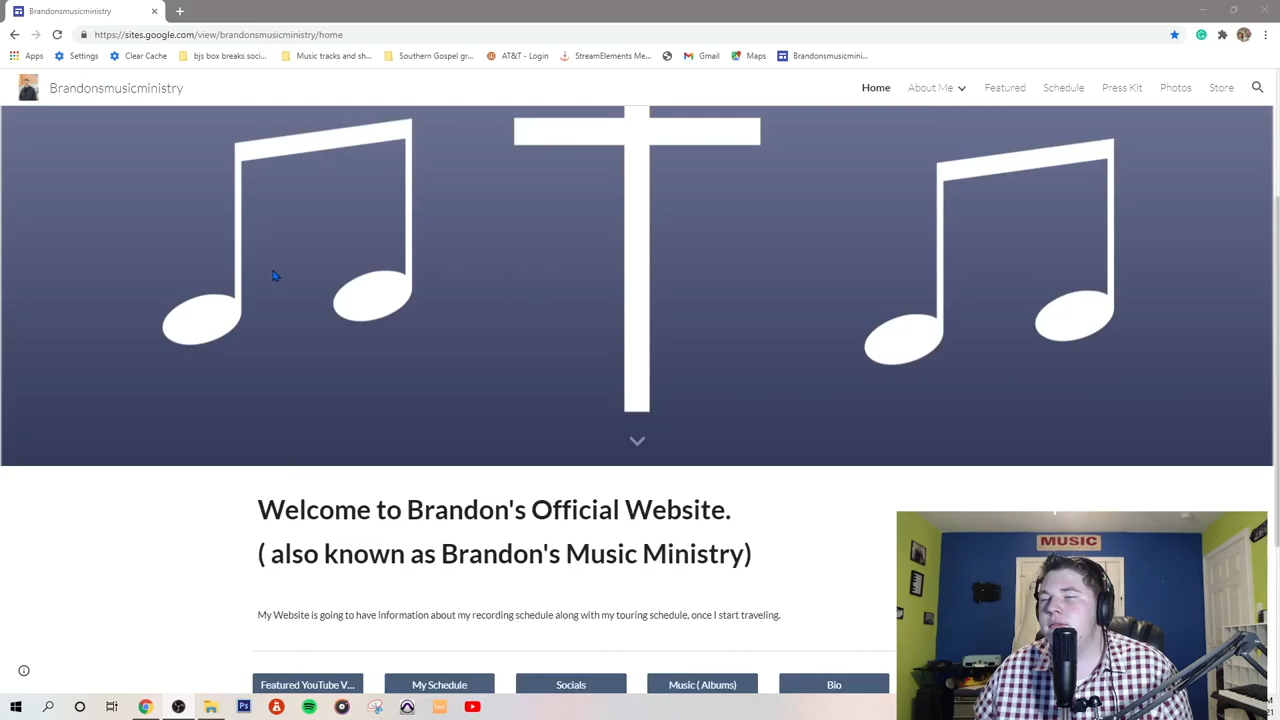 Brandonsmusicministry
https://sites.google.com/view/brandonsmusicministry/home
Apps Settings Clear Cache bjs box breaks soci... Music tracks and sh... Southern Gospel gr... AT&T - Login StreamElements Me... Gmail Maps Brandonsmusicmini...
Brandonsmusicministry Home About Me Featured Schedule Press Kit Photos Store
Welcome to Brandon's Official Website.
( also known as Brandon's Music Ministry)
My Website is going to have information about my recording schedule along with my touring schedule, once I start traveling.
MUSIC
Featured YouTube V... My Schedule Socials Music ( Albums) Bio
Live